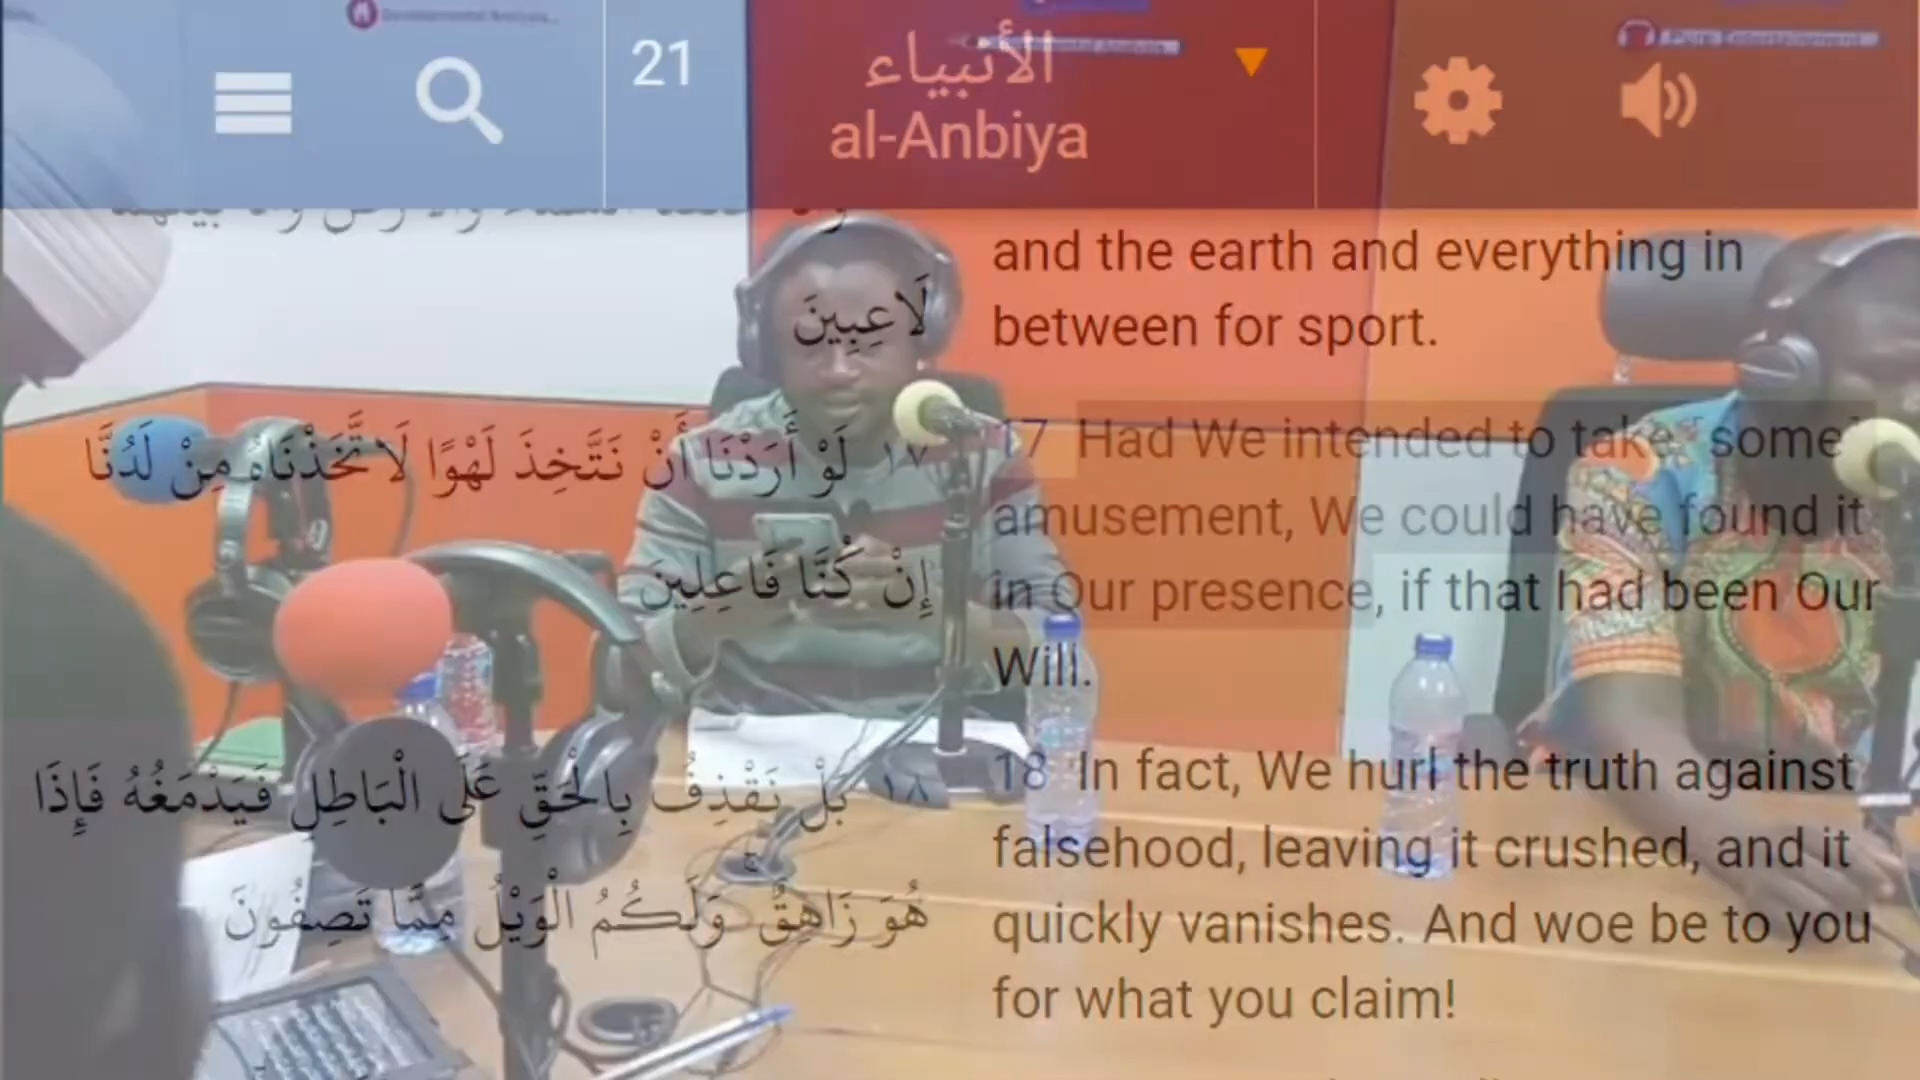 21
الأنبياء
al-Anbiya
and the earth and everything in
between for sport.
لَاعِبِينَ
١٧ لَوْ أَرَدْنَا أَنْ نَتَّخِذَ لَهْوًا لَاتَّخَذْنَاهُ مِنْ لَدُنَّا
إِنْ كُنَّا فَاعِلِينَ
17 Had We intended to take ˹some˺
amusement, We could have found it
in Our presence, if that had been Our
Will.
١٨ بَلْ نَقْذِفُ بِالْحَقِّ عَلَى الْبَاطِلِ فَيَدْمَغُهُ فَإِذَا
هُوَ زَاهِقٌ ۚ وَلَكُمُ الْوَيْلُ مِمَّا تَصِفُونَ
18 In fact, We hurl the truth against
falsehood, leaving it crushed, and it
quickly vanishes. And woe be to you
for what you claim!